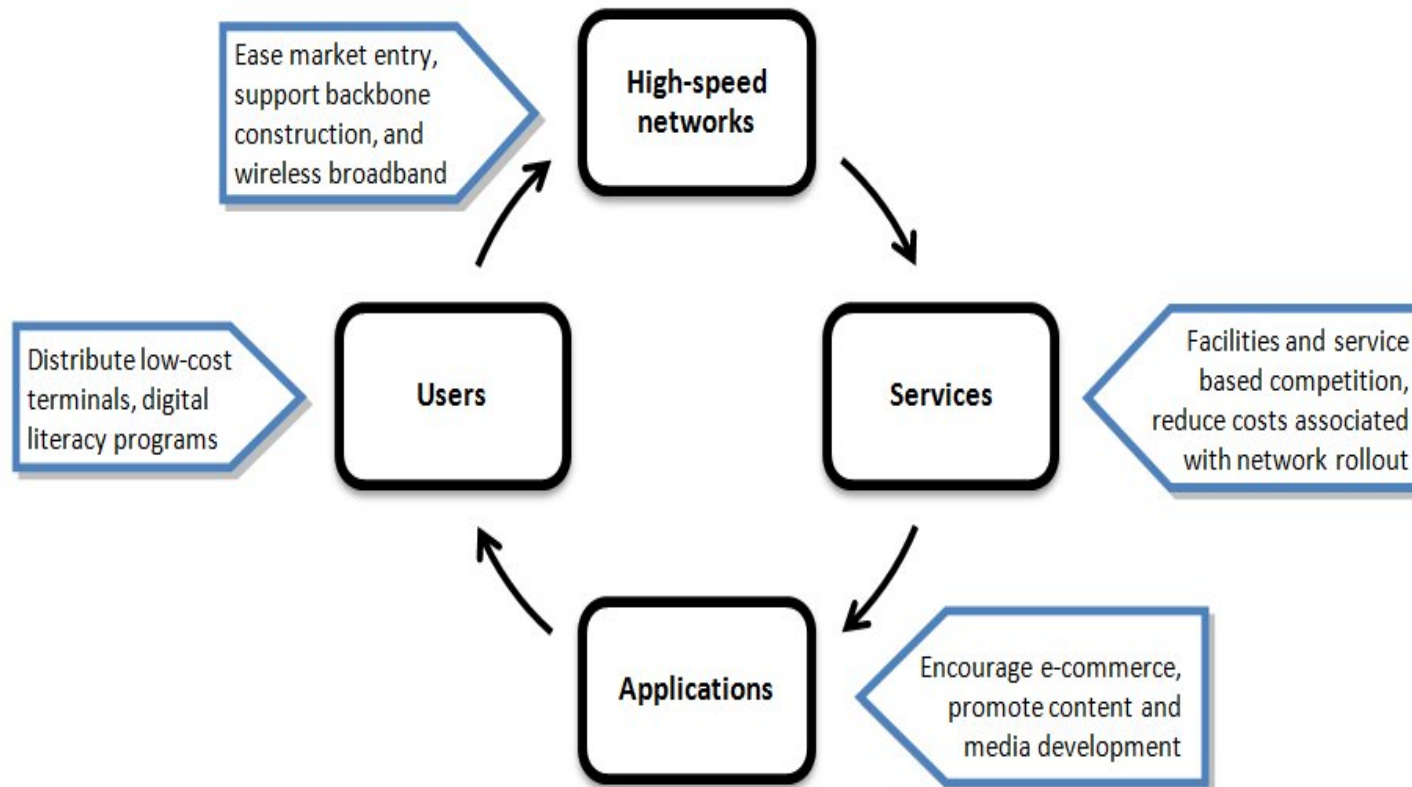 Ease market entry,
support backbone
construction, and
wireless broadband
High-speed
networks
Distribute low-cost
terminals, digital
literacy programs
Users
Services
Facilities and service
based competition,
reduce costs associated
with network rollout
Applications
Encourage e-commerce,
promote content and
media development